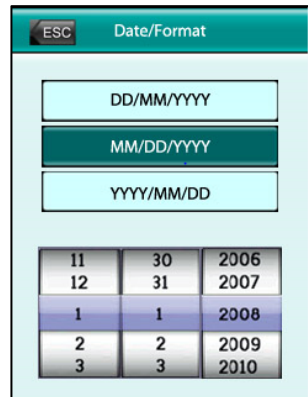 ESC Date/Format
DD/MM/YYYY
MM/DD/YYYY
YYYY/MM/DD
11 30 2006
12 31 2007
1 1 2008
2 2 2009
3 3 2010